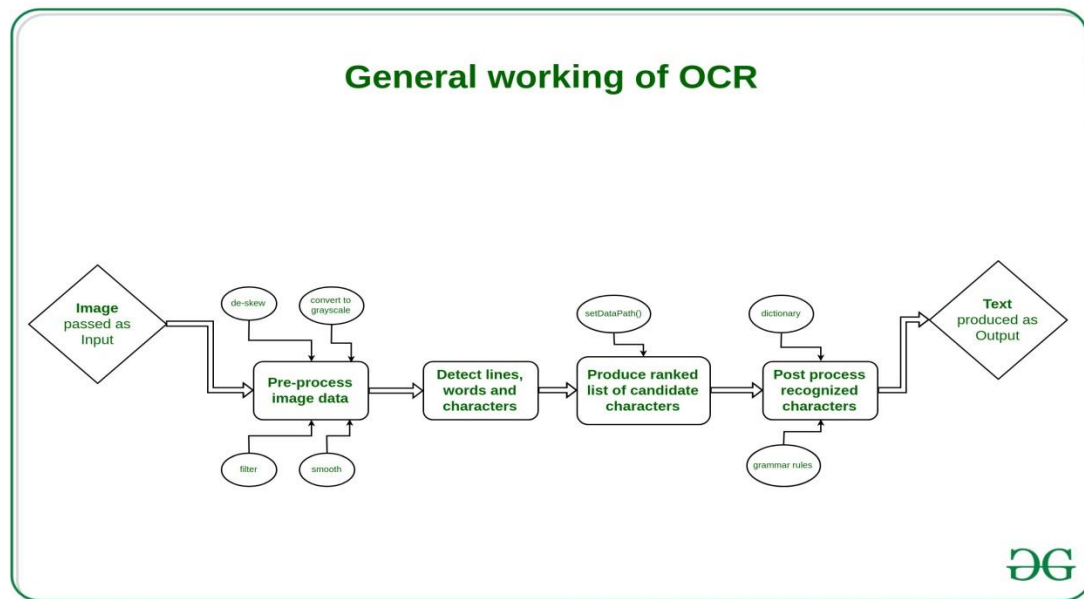 General working of OCR
Image
passed as
Input
de-skew
convert to
grayscale
Pre-process
image data
filter
smooth
Detect lines,
words and
characters
setDataPath()
Produce ranked
list of candidate
characters
dictionary
Post process
recognized
characters
grammar rules
Text
produced as
Output